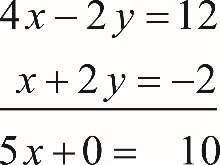 4x − 2y = 12
x + 2y = −2
5x + 0 = 10